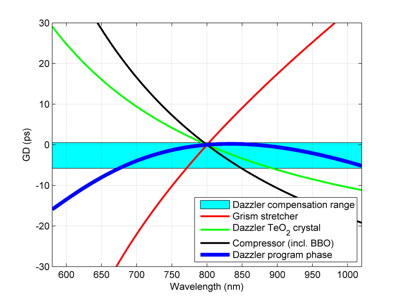 30
20
10
0
-10
-20
-30
GD (ps)
600 650 700 750 800 850 900 950 1000
Wavelength (nm)
Dazzler compensation range
Grism stretcher
Dazzler TeO2 crystal
Compressor (incl. BBO)
Dazzler program phase